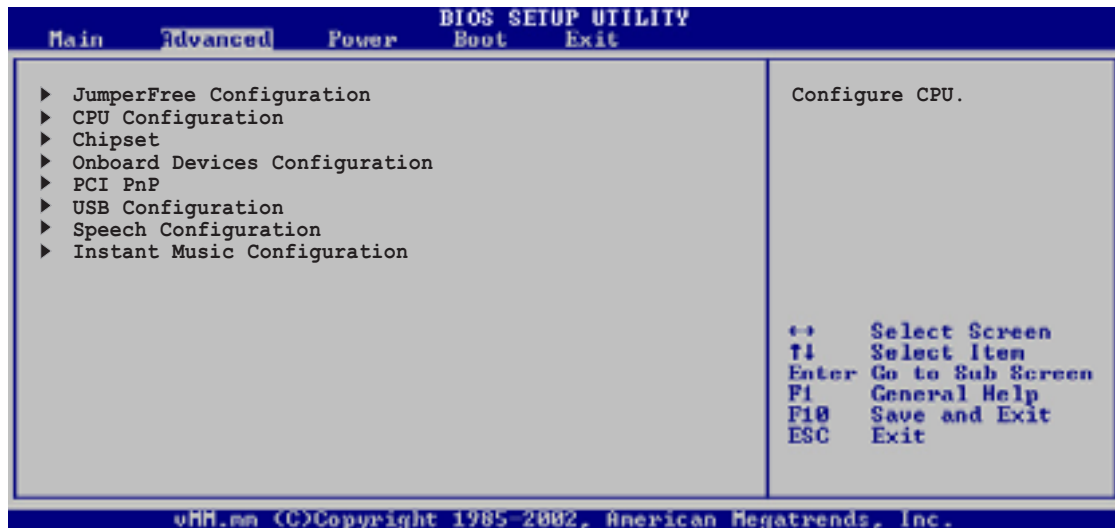 BIOS SETUP UTILITY
Main Advanced Power Boot Exit
JumperFree Configuration
CPU Configuration
Chipset
Onboard Devices Configuration
PCI PnP
USB Configuration
Speech Configuration
Instant Music Configuration
Configure CPU.
←→ Select Screen
↑↓ Select Item
Enter Go to Sub Screen
F1 General Help
F10 Save and Exit
ESC Exit
vMM.mm (C)Copyright 1985-2002, American Megatrends, Inc.